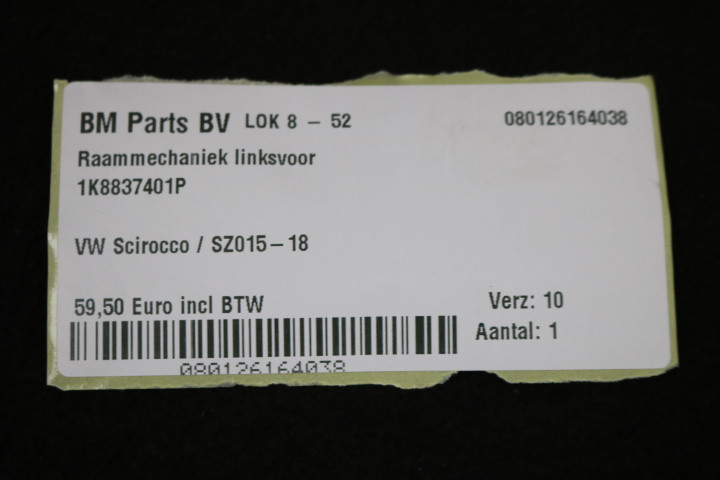 BM Parts BV LOK 8 - 52 080126164038
Raammechaniek linksvoor
1K8837401P
VW Scirocco / SZ015-18
59,50 Euro incl BTW Verz: 10
Aantal: 1
080126164038